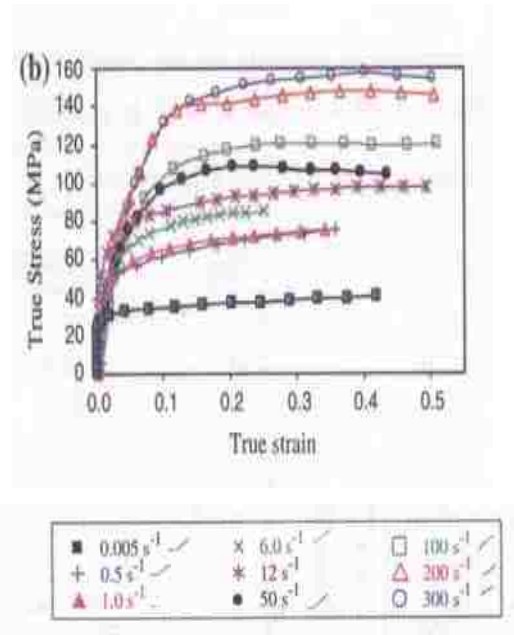 (b)
160
140
120
100
80
60
40
20
0
True Stress (MPa)
0.0 0.1 0.2 0.3 0.4 0.5
True strain
0.005 s⁻¹ 6.0 s⁻¹ 100 s⁻¹
0.5 s⁻¹ 12 s⁻¹ 200 s⁻¹
1.0 s⁻¹ 50 s⁻¹ 300 s⁻¹